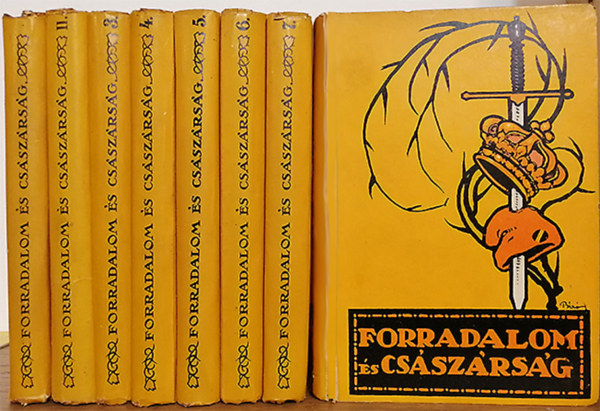 FORRADALOM ÉS CSÁSZÁRSÁG
FORRADALOM ÉS CSÁSZÁRSÁG 11.
FORRADALOM ÉS CSÁSZÁRSÁG 3.
FORRADALOM ÉS CSÁSZÁRSÁG 4.
FORRADALOM ÉS CSÁSZÁRSÁG 5.
FORRADALOM ÉS CSÁSZÁRSÁG 6.
FORRADALOM ÉS CSÁSZÁRSÁG 7.
FORRADALOM
ÉS CSÁSZÁRSÁG